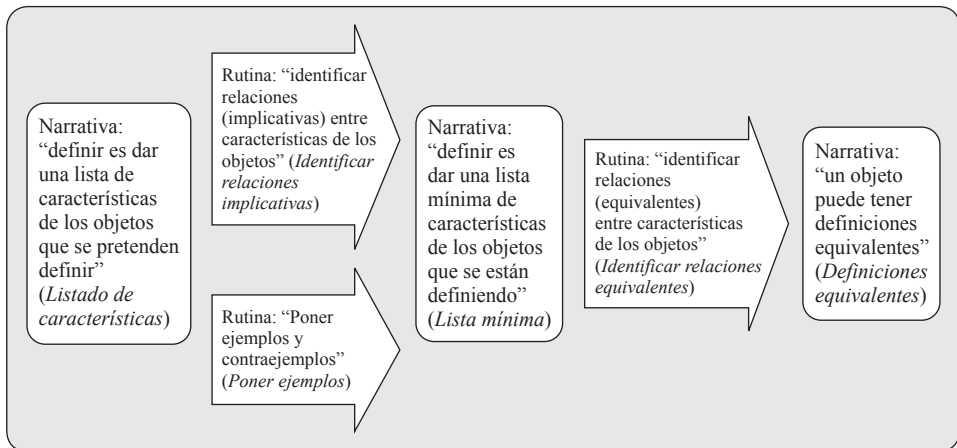 Narrativa:
“definir es dar
una lista de
características
de los objetos
que se pretenden
definir”
(Listado de
características)
Rutina: “identificar
relaciones
(implicativas) entre
características de los
objetos” (Identificar
relaciones
implicativas)
Rutina: “Poner
ejemplos y
contraejemplos”
(Poner ejemplos)
Narrativa:
“definir es
dar una lista
mínima de
características
de los objetos
que se están
definiendo”
(Lista mínima)
Rutina: “identificar
relaciones
(equivalentes)
entre características
de los objetos”
(Identificar relaciones
equivalentes)
Narrativa:
“un objeto
puede tener
definiciones
equivalentes”
(Definiciones
equivalentes)